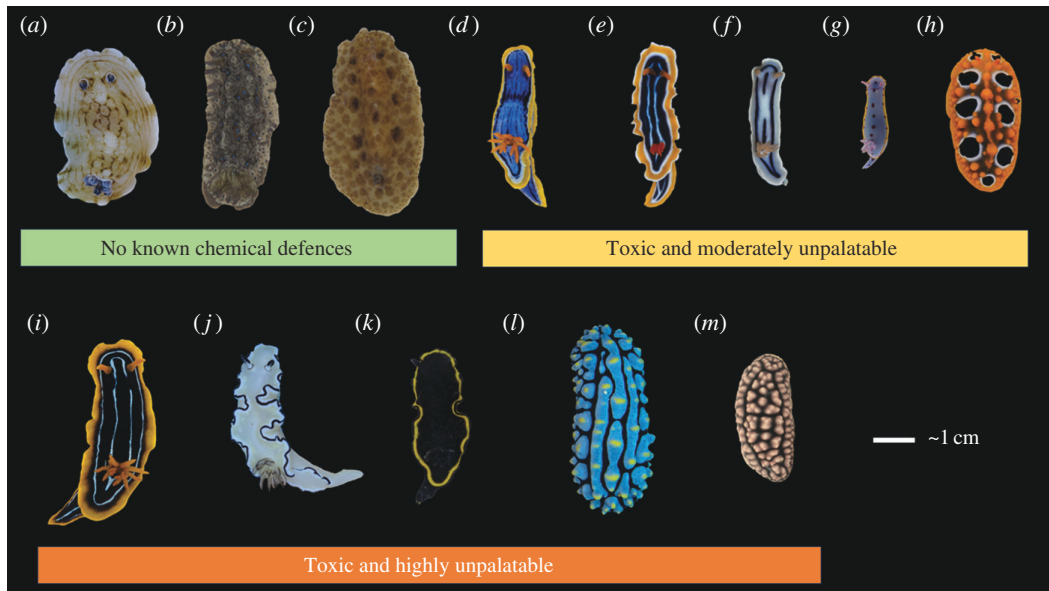 (a) (b) (c) (d) (e) (f) (g) (h)
No known chemical defences Toxic and moderately unpalatable
(i) (j) (k) (l) (m)
~1 cm
Toxic and highly unpalatable